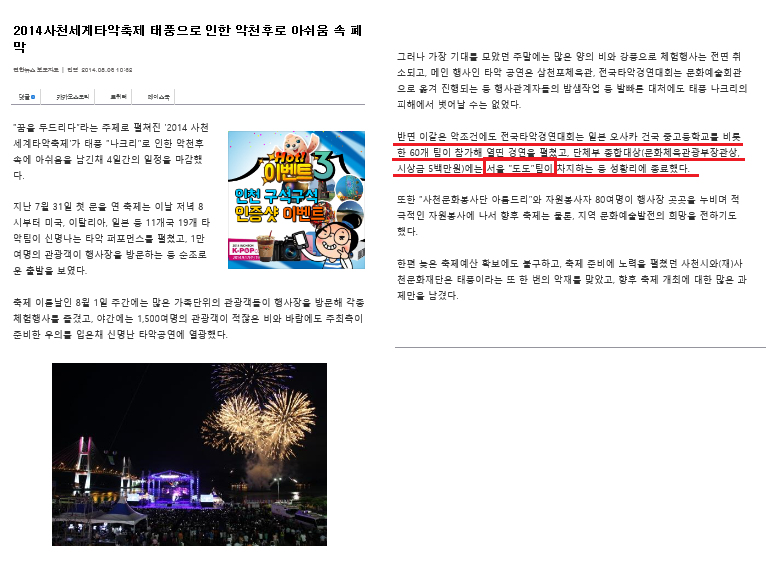 2014사천세계타악축제 태풍으로 인한 악천후로 아쉬움 속 폐
막
2014.08.06 10:52
댓글
카카오스토리
트위터
페이스북
"꿈을 두드리다"라는 주제로 펼쳐진 '2014 사천
세계타악축제'가 태풍 "나크리"로 인한 악천후
속에 아쉬움을 남긴채 4일간의 일정을 마감했
다.
Hot!
이벤트3
인천 구석구석
인증샷 이벤트
K-POP
지난 7월 31일 첫 문을 연 축제는 이날 저녁 8
시부터 미국, 이탈리아, 일본 등 11개국 19개 타
악팀이 신명나는 타악 퍼포먼스를 펼쳤고, 1만
여명의 관광객이 행사장을 방문하는 등 순조로
운 출발을 보였다.
축제 이틀날인 8월 1일 주간에는 많은 가족단위의 관광객들이 행사장을 방문해 각종
체험행사를 즐겼고, 야간에는 1,500여명의 관광객이 적잖은 비와 바람에도 주최측이
준비한 우의를 입은채 신명난 타악공연에 열광했다.
그러나 가장 기대를 모았던 주말에는 많은 양의 비와 강풍으로 체험행사는 전면 취
소되고, 메인 행사인 타악 공연은 삼천포체육관, 전국타악경연대회는 문화예술회관
으로 옮겨 진행되는 등 행사관계자들의 밤샘작업 등 발빠른 대처에도 태풍 나크리의
피해에서 벗어날 수는 없었다.
반면 이같은 악조건에도 전국타악경연대회는 일본 오사카 건국 중고등학교를 비롯
한 60개 팀이 참가해 열띤 경연을 펼쳤고, 단체부 종합대상(문화체육관광부장관상,
시상금 5백만원)에는 서울 "도도"팀이 차지하는 등 성황리에 종료했다.
또한 "사천문화봉사단 아름드리"와 자원봉사자 80여명이 행사장 곳곳을 누비며 적
극적인 자원봉사에 나서 향후 축제는 물론, 지역 문화예술발전의 희망을 전하기도
했다.
한편 늦은 축제예산 확보에도 불구하고, 축제 준비에 노력을 펼쳤던 사천시와(재)사
천문화재단은 태풍이라는 또 한 번의 악재를 맞았고, 향후 축제 개최에 대한 많은 과
제만을 남겼다.